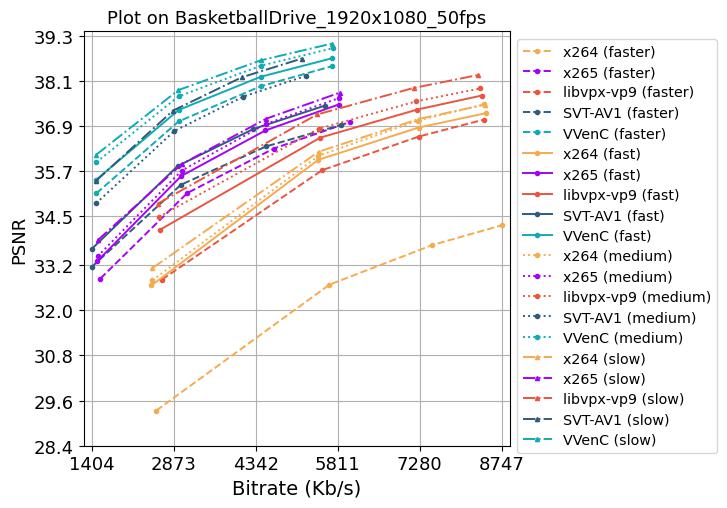 Plot on BasketballDrive_1920x1080_50fps
39.3
38.1
36.9
35.7
34.5
33.2
32.0
30.8
29.6
28.4
PSNR
1404 2873 4342 5811 7280 8747
Bitrate (Kb/s)
x264 (faster)
x265 (faster)
libvpx-vp9 (faster)
SVT-AV1 (faster)
VVenC (faster)
x264 (fast)
x265 (fast)
libvpx-vp9 (fast)
SVT-AV1 (fast)
VVenC (fast)
x264 (medium)
x265 (medium)
libvpx-vp9 (medium)
SVT-AV1 (medium)
VVenC (medium)
x264 (slow)
x265 (slow)
libvpx-vp9 (slow)
SVT-AV1 (slow)
VVenC (slow)